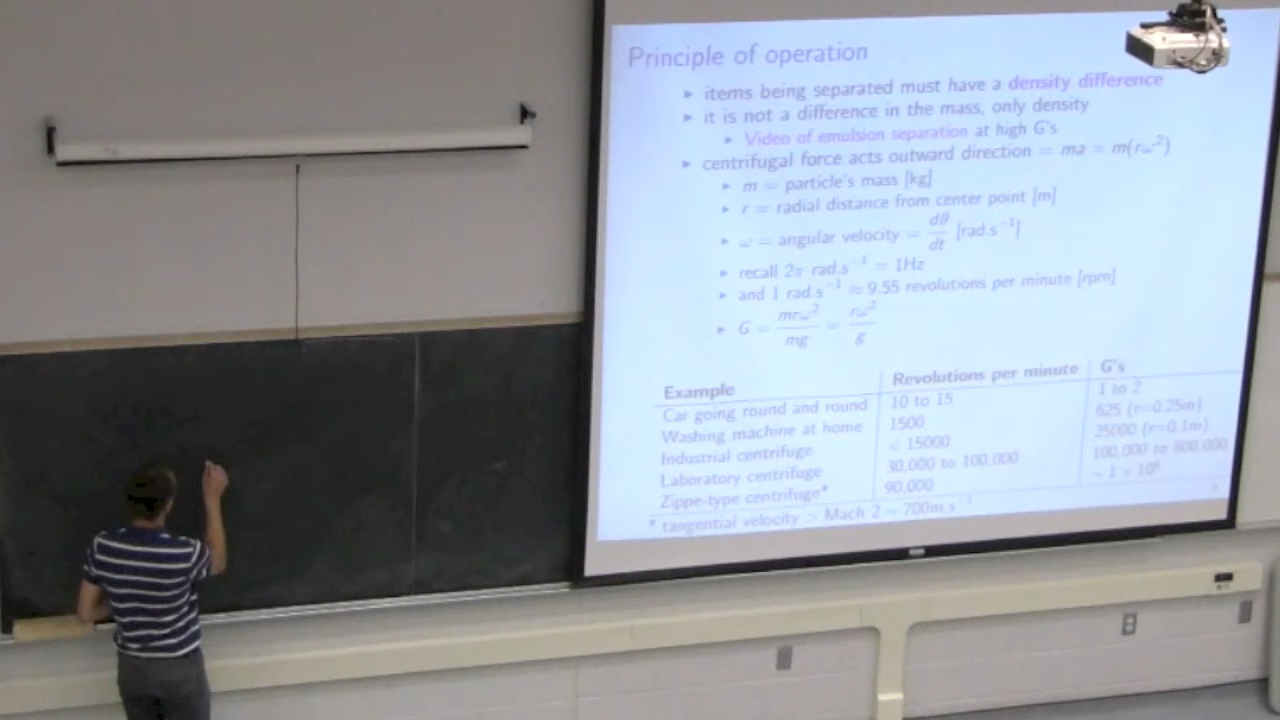 Principle of operation
▸ items being separated must have a density difference
▸ it is not a difference in the mass, only density
▸ Video of emulsion separation at high G's
▸ centrifugal force acts outward direction = ma = m(rω²)
▸ m = particle's mass [kg]
▸ r = radial distance from center point [m]
▸ ω = angular velocity = dθ/dt [rad.s⁻¹]
▸ recall 2π rad.s⁻¹ = 1Hz
▸ and 1 rad.s⁻¹ ≈ 9.55 revolutions per minute [rpm]
▸ G = mrω²/mg = rω²/g
Example Revolutions per minute G's
Car going round and round 10 to 15 1 to 2
Washing machine at home 1500 625 (r=0.25m)
Industrial centrifuge < 15000 25000 (r=0.1m)
Laboratory centrifuge 30,000 to 100,000 100,000 to 800,000
Zippe-type centrifuge* 90,000 ~ 1 × 10⁶
* tangential velocity > Mach 2 ~ 700m s⁻¹